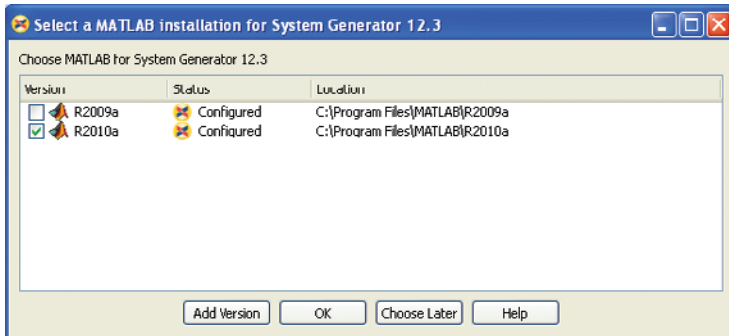 Select a MATLAB installation for System Generator 12.3
Choose MATLAB for System Generator 12.3
Version Status Location
R2009a Configured C:\Program Files\MATLAB\R2009a
R2010a Configured C:\Program Files\MATLAB\R2010a
Add Version OK Choose Later Help